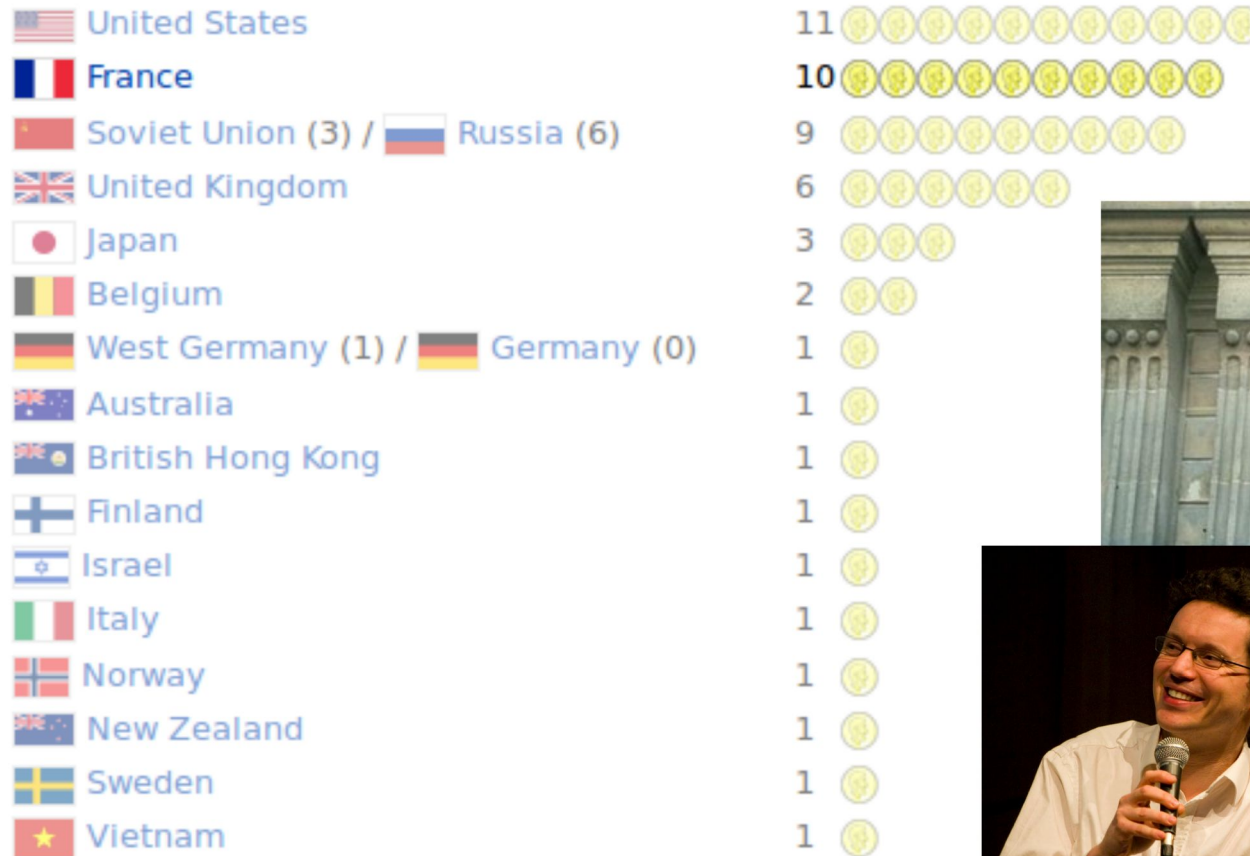 United States 11
France 10
Soviet Union (3) / Russia (6) 9
United Kingdom 6
Japan 3
Belgium 2
West Germany (1) / Germany (0) 1
Australia 1
British Hong Kong 1
Finland 1
Israel 1
Italy 1
Norway 1
New Zealand 1
Sweden 1
Vietnam 1